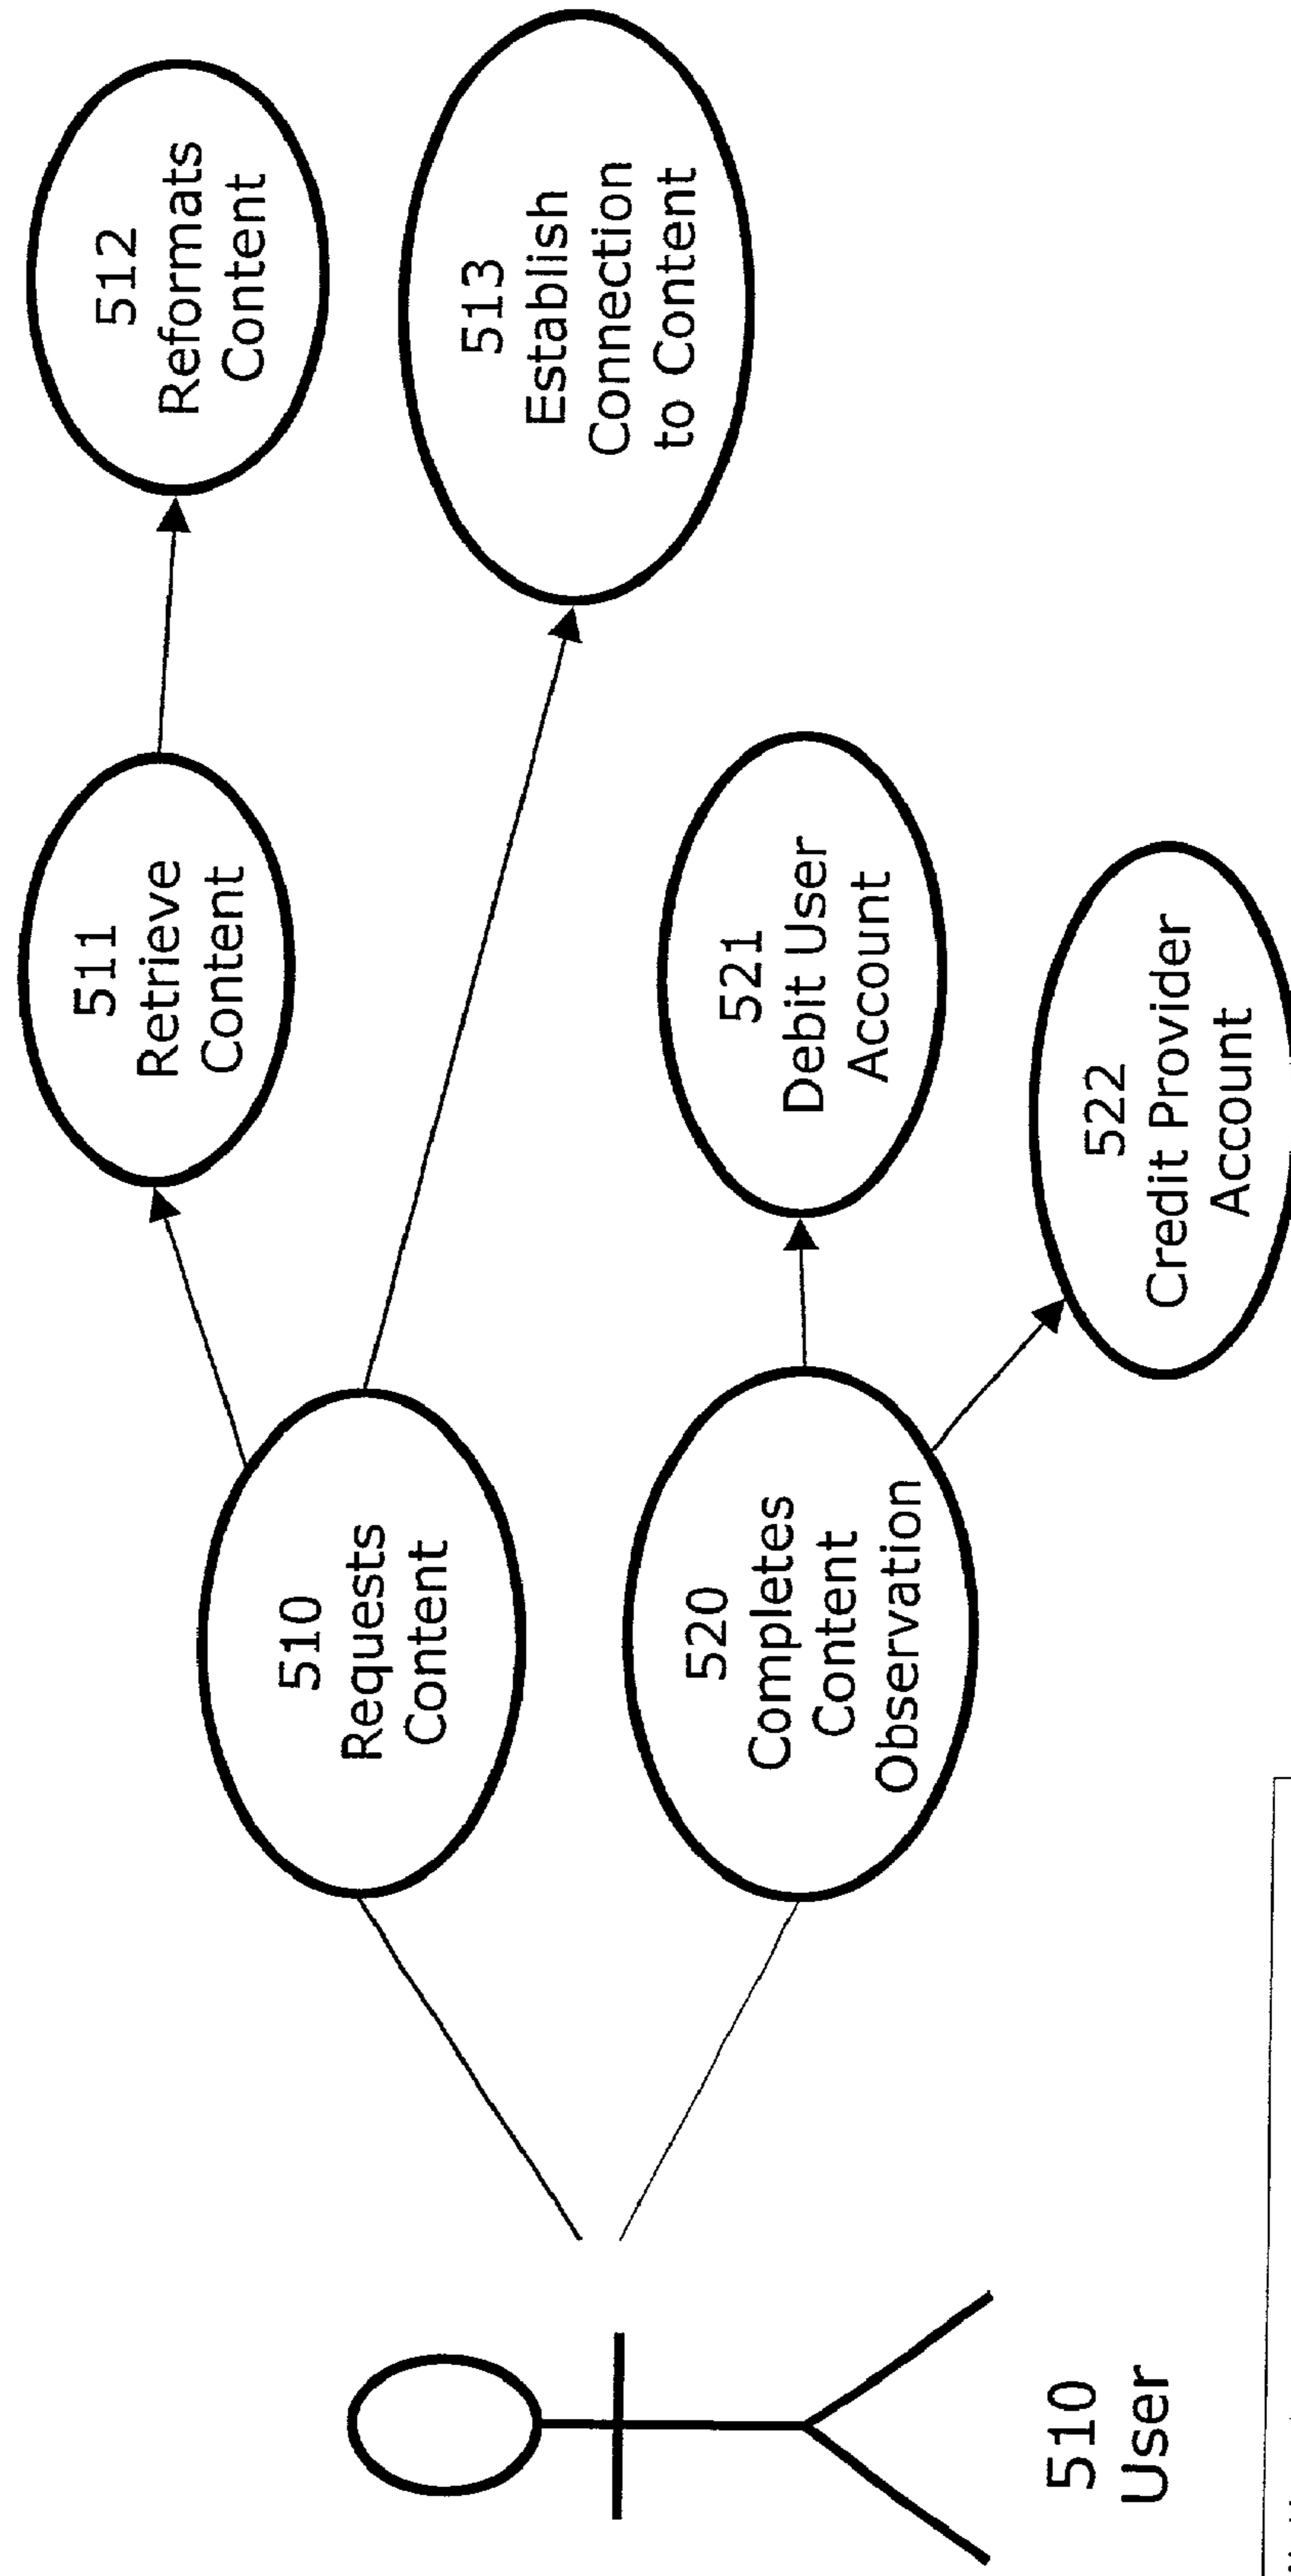 510
User
510
Requests
Content
511
Retrieve
Content
512
Reformats
Content
513
Establish
Connection
to Content
520
Completes
Content
Observation
521
Debit User
Account
522
Credit Provider
Account